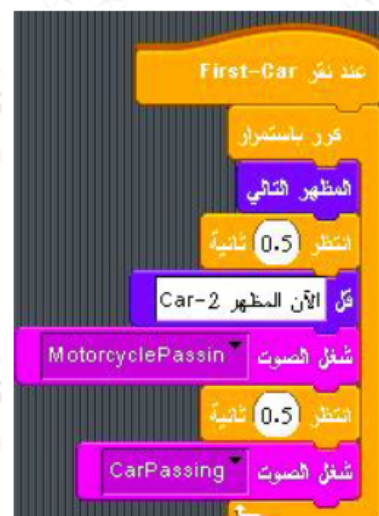 عند نقر First-Car
كرر باستمرار
المظهر التالي
انتظر 0.5 ثانية
قل الآن المظهر Car-2
شغل الصوت MotorcyclePassin
انتظر 0.5 ثانية
شغل الصوت CarPassing